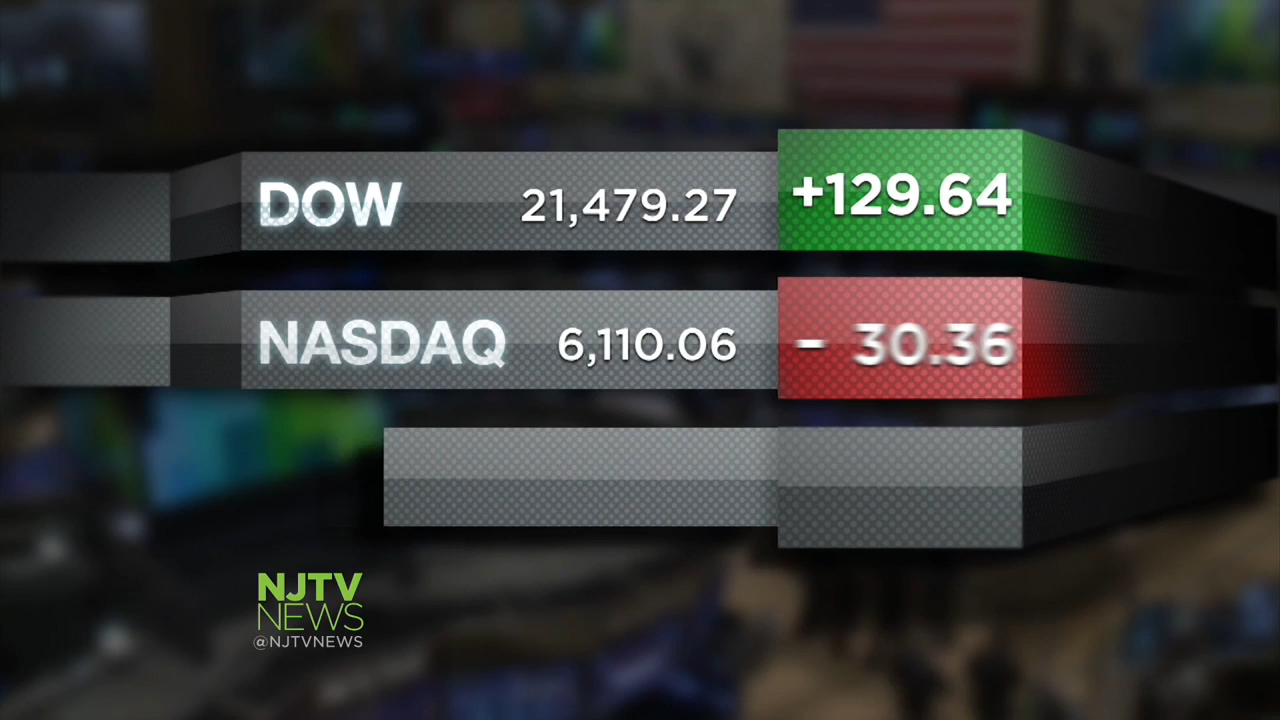 DOW 21,479.27 +129.64
NASDAQ 6,110.06 - 30.36
NJTV
NEWS
@NJTVNEWS